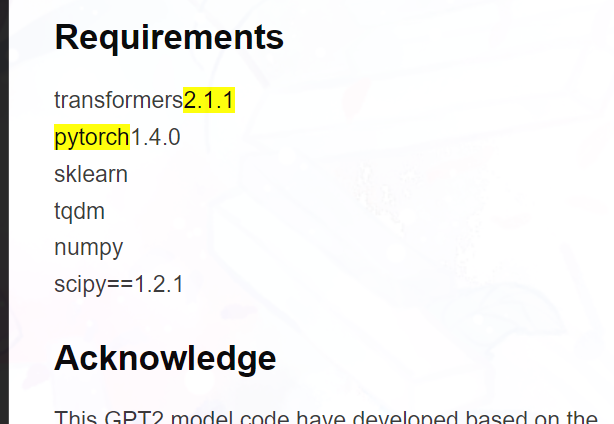 Requirements
transformers2.1.1
pytorch1.4.0
sklearn
tqdm
numpy
scipy==1.2.1
Acknowledge
This GPT2 model code have developed based on the